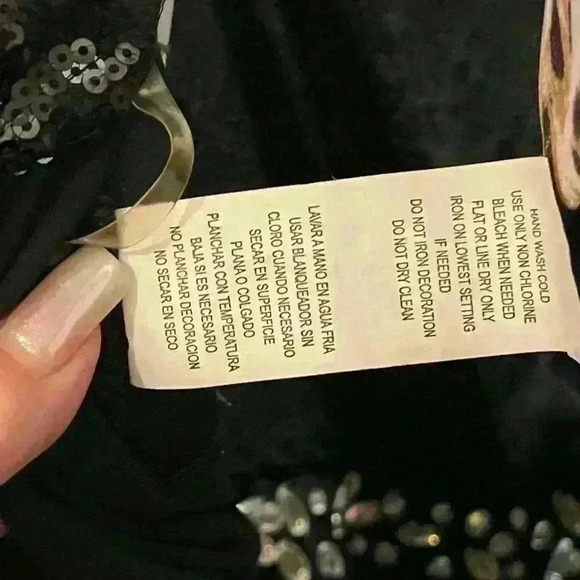 HAND WASH COLD
USE ONLY NON CHLORINE
BLEACH WHEN NEEDED
FLAT OR LINE DRY ONLY
IRON ON LOWEST SETTING
IF NEEDED
DO NOT IRON DECORATION
DO NOT DRY CLEAN
LAVAR A MANO EN AGUA FRIA
USAR BLANQUEADOR SIN
CLORO CUANDO NECESARIO
SECAR EN SUPERFICIE
PLANA O COLGADO
PLANCHAR CON TEMPERATURA
BAJA SI ES NECESARIO
NO PLANCHAR DECORACION
NO SECAR EN SECO